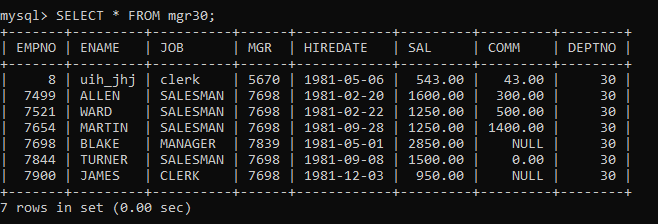 mysql> SELECT * FROM mgr30;
+-------+---------+----------+------+------------+---------+---------+--------+
| EMPNO | ENAME | JOB | MGR | HIREDATE | SAL | COMM | DEPTNO |
+-------+---------+----------+------+------------+---------+---------+--------+
| 8 | uih_jhj | clerk | 5670 | 1981-05-06 | 543.00 | 43.00 | 30 |
| 7499 | ALLEN | SALESMAN | 7698 | 1981-02-20 | 1600.00 | 300.00 | 30 |
| 7521 | WARD | SALESMAN | 7698 | 1981-02-22 | 1250.00 | 500.00 | 30 |
| 7654 | MARTIN | SALESMAN | 7698 | 1981-09-28 | 1250.00 | 1400.00 | 30 |
| 7698 | BLAKE | MANAGER | 7839 | 1981-05-01 | 2850.00 | NULL | 30 |
| 7844 | TURNER | SALESMAN | 7698 | 1981-09-08 | 1500.00 | 0.00 | 30 |
| 7900 | JAMES | CLERK | 7698 | 1981-12-03 | 950.00 | NULL | 30 |
+-------+---------+----------+------+------------+---------+---------+--------+
7 rows in set (0.00 sec)